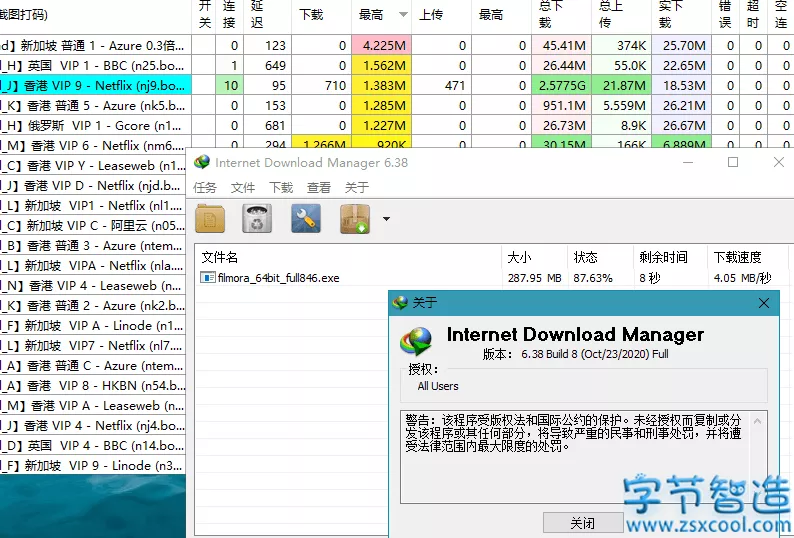 截图打码)
开关 连接 延迟 下载 最高 上传 最高 总下载 总上传 实下载 错误 超时 空连
d】新加坡 普通 1 - Azure 0.3倍... 0 123 0 4.225M 0 0 45.41M 374K 25.70M 0 0 0
_H】英国 VIP 1 - BBC (n25.bo... 1 649 0 1.562M 0 0 26.44M 55.0K 22.65M 0 0 0
_J】香港 VIP 9 - Netflix (nj9.bo... 10 95 710 1.383M 471 0 2.5775G 21.87M 18.53M 0 0 0
_K】香港 普通 5 - Azure (nk5.b... 0 153 0 1.285M 0 0 951.1M 5.559M 26.21M 0 0 0
_H】俄罗斯 VIP 1 - Gcore (n1... 0 681 0 1.227M 0 0 26.73M 8.9K 26.67M 0 0 0
_M】香港 VIP 6 - Netflix (nm6.... 0 294 1.266M 920K 0 0 30.15M 166K 6.889M 0 0 0
_C】香港 VIP Y - Leaseweb (n1...
_J】香港 VIP D - Netflix (njd.bo...
_L】新加坡 VIP1 - Netflix (nl1....
_C】新加坡 VIP C - 阿里云 (n05...
_B】香港 普通 3 - Azure (ntem...
_L】新加坡 VIPA - Netflix (nla....
_N】香港 VIP 4 - Leaseweb (n...
_K】香港 普通 2 - Azure (nk2.b...
_F】新加坡 VIP A - Linode (n1...
_L】新加坡 VIP7 - Netflix (nl7....
_A】香港 普通 C - Azure (ntem...
_A】香港 VIP 8 - HKBN (n54.b...
_M】香港 VIP A - Leaseweb (n...
_J】香港 VIP 4 - Netflix (nj4.bo...
_D】英国 VIP 4 - BBC (n14.bo...
_F】新加坡 VIP 9 - Linode (n3...
Internet Download Manager 6.38
任务 文件 下载 查看 关于
文件名 大小 状态 剩余时间 下载速度
filmora_64bit_full846.exe 287.95 MB 87.63% 8 秒 4.05 MB/秒
关于
Internet Download Manager
版本: 6.38 Build 8 (Oct/23/2020) Full
授权:
All Users
警告: 该程序受版权法和国际公约的保护。未经授权而复制或分
发该程序或其任何部分，将导致严重的民事和刑事处罚，并将遭
受法律范围内最大限度的处罚。
关闭
字节智造
www.zsxcool.com